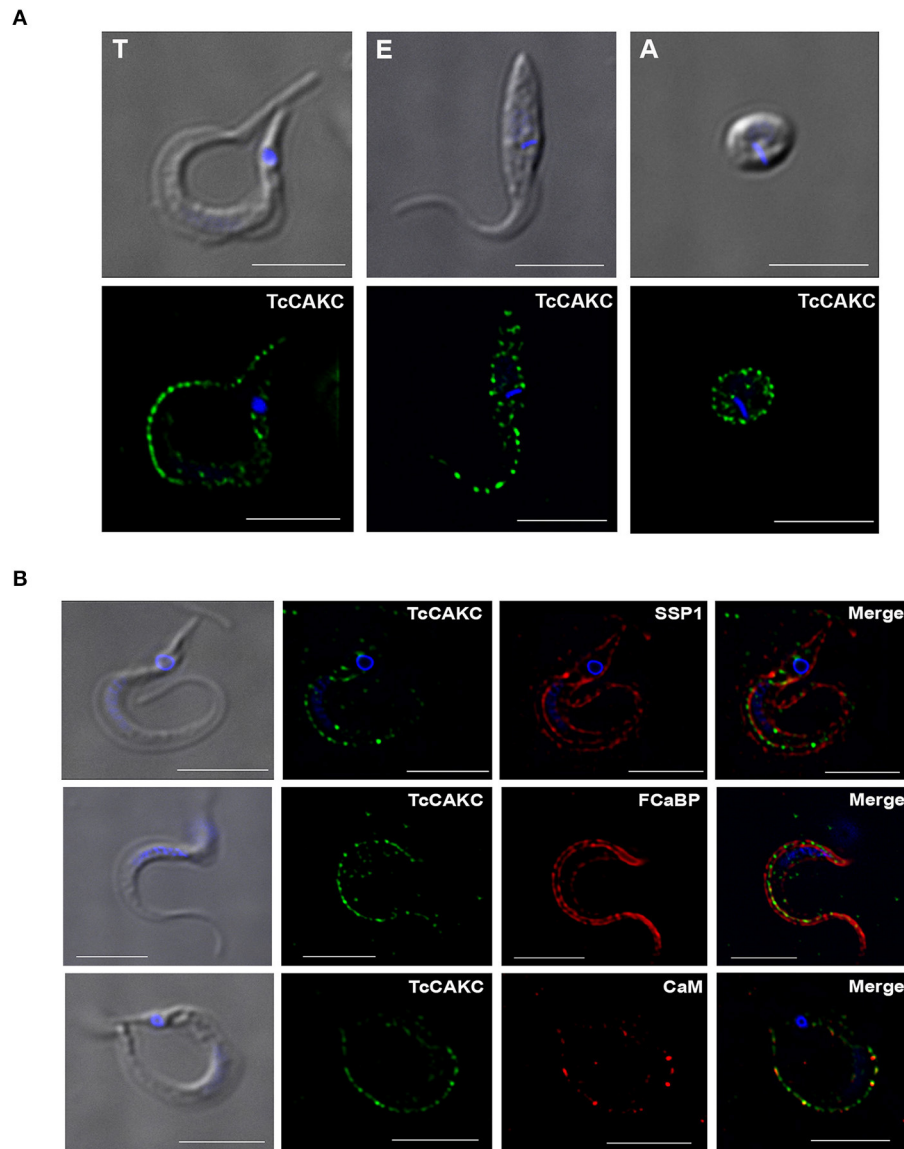 A
T E A
TcCAKC TcCAKC TcCAKC
B
TcCAKC SSP1 Merge
TcCAKC FCaBP Merge
TcCAKC CaM Merge